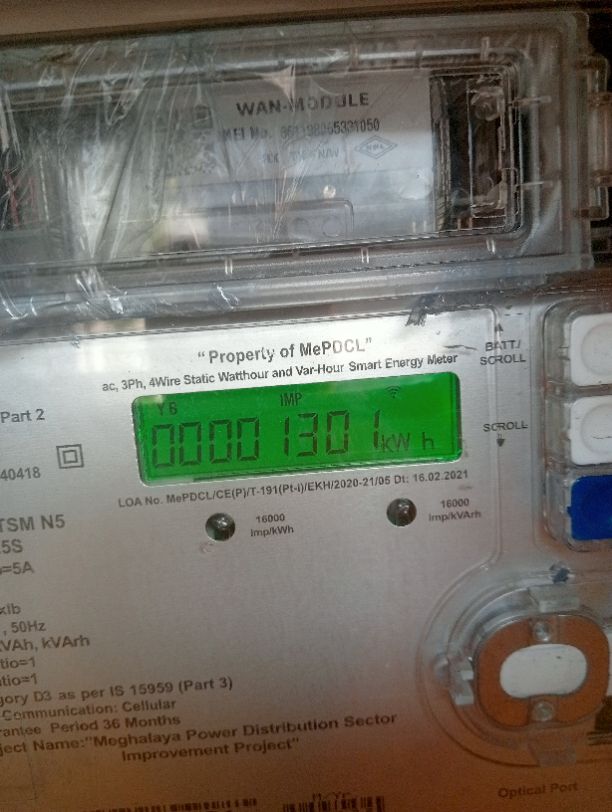 WAN-MODULE
"Property of MePDCL"
ac, 3Ph, 4Wire Static Watthour and Var-Hour Smart Energy Meter
BATT/
SCROLL
Part 2
Y B IMP
00001301 kW h
SCROLL
40418
LOA No. MePDCL/CE(P)/T-191(Pt-I)/EKH/2020-21/05 Dt: 16.02.2021
TSM N5
16000
Imp/kWh
16000
Imp/kVArh
5S
=5A
, 50Hz
VAh, kVArh
tio=1
atio=1
gory D3 as per IS 15959 (Part 3)
Communication: Cellular
rantee Period 36 Months
ject Name:"Meghalaya Power Distribution Sector
Improvement Project"
Optical Port